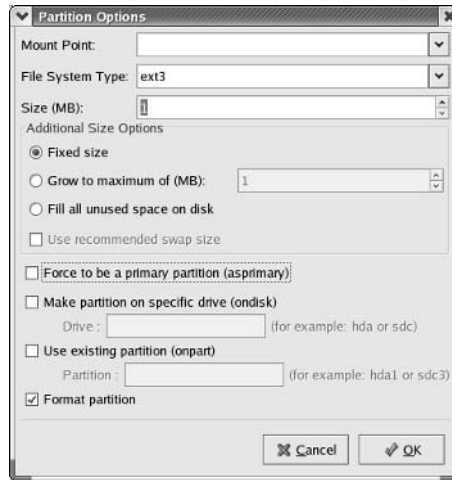 Partition Options
Mount Point:
File System Type: ext3
Size (MB): 1
Additional Size Options
Fixed size
Grow to maximum of (MB): 1
Fill all unused space on disk
Use recommended swap size
Force to be a primary partition (asprimary)
Make partition on specific drive (ondisk)
Drive : (for example: hda or sdc)
Use existing partition (onpart)
Partition : (for example: hda1 or sdc3)
Format partition
Cancel OK